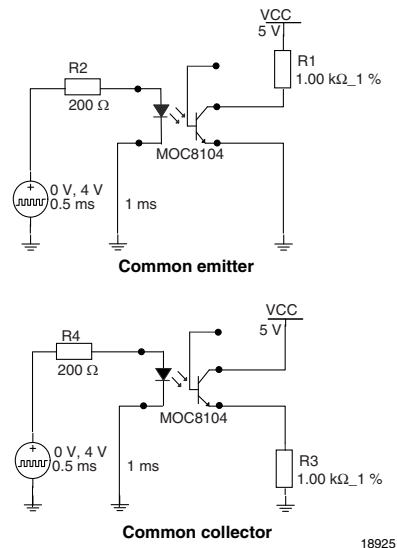 VCC
5 V
R2
200 Ω
R1
1.00 kΩ_1 %
MOC8104
0 V, 4 V
0.5 ms
1 ms
Common emitter
VCC
5 V
R4
200 Ω
MOC8104
0 V, 4 V
0.5 ms
1 ms
R3
1.00 kΩ_1 %
Common collector
18925